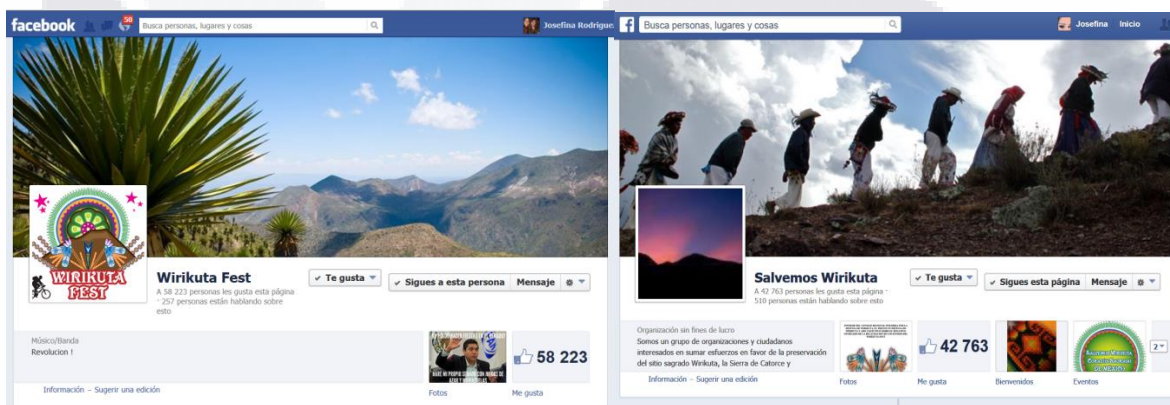 facebook
58
Busca personas, lugares y cosas
Josefina Rodrigue
WIRIKUTA
FEST
Wirikuta Fest
A 58 223 personas les gusta esta página
· 257 personas están hablando sobre
esto
✓ Te gusta
✓ Sigues a esta persona
Mensaje
Músico/Banda
Revolucion !
58 223
Información – Sugerir una edición
Fotos
Me gusta
f
Busca personas, lugares y cosas
Josefina
Inicio
Salvemos Wirikuta
A 42 763 personas les gusta esta página ·
510 personas están hablando sobre esto
✓ Te gusta
✓ Sigues esta página
Mensaje
Organización sin fines de lucro
Somos un grupo de organizaciones y ciudadanos
interesados en sumar esfuerzos en favor de la preservación
del sitio sagrado Wirikuta, la Sierra de Catorce y
42 763
2
Información – Sugerir una edición
Fotos
Me gusta
Bienvenidos
Eventos